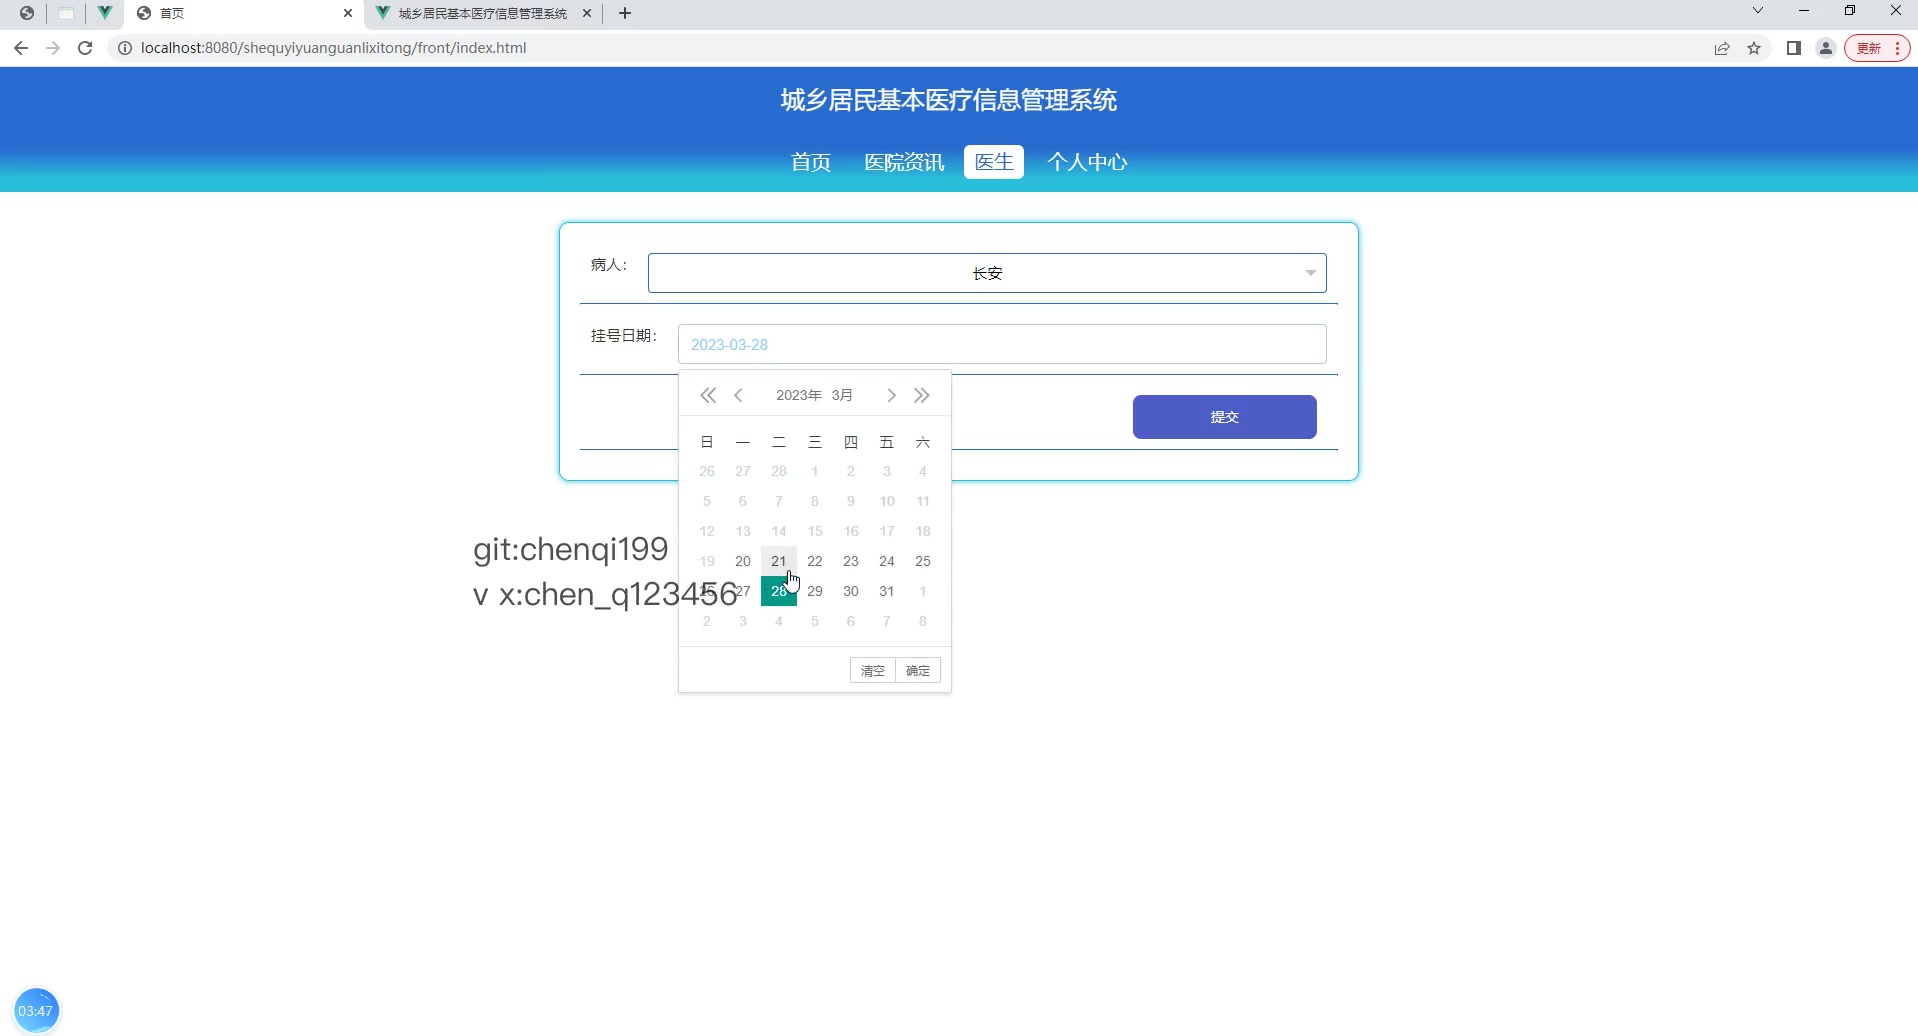 首页
城乡居民基本医疗信息管理系统
localhost:8080/shequyiyuanguanlixitong/front/index.html
更新
城乡居民基本医疗信息管理系统
首页 医院资讯 医生 个人中心
病人： 长安
挂号日期： 2023-03-28
2023年 3月
提交
日 一 二 三 四 五 六
26 27 28 1 2 3 4
5 6 7 8 9 10 11
12 13 14 15 16 17 18
19 20 21 22 23 24 25
26 27 28 29 30 31 1
2 3 4 5 6 7 8
git:chenqi199
v x:chen_q123456
清空 确定
03:47